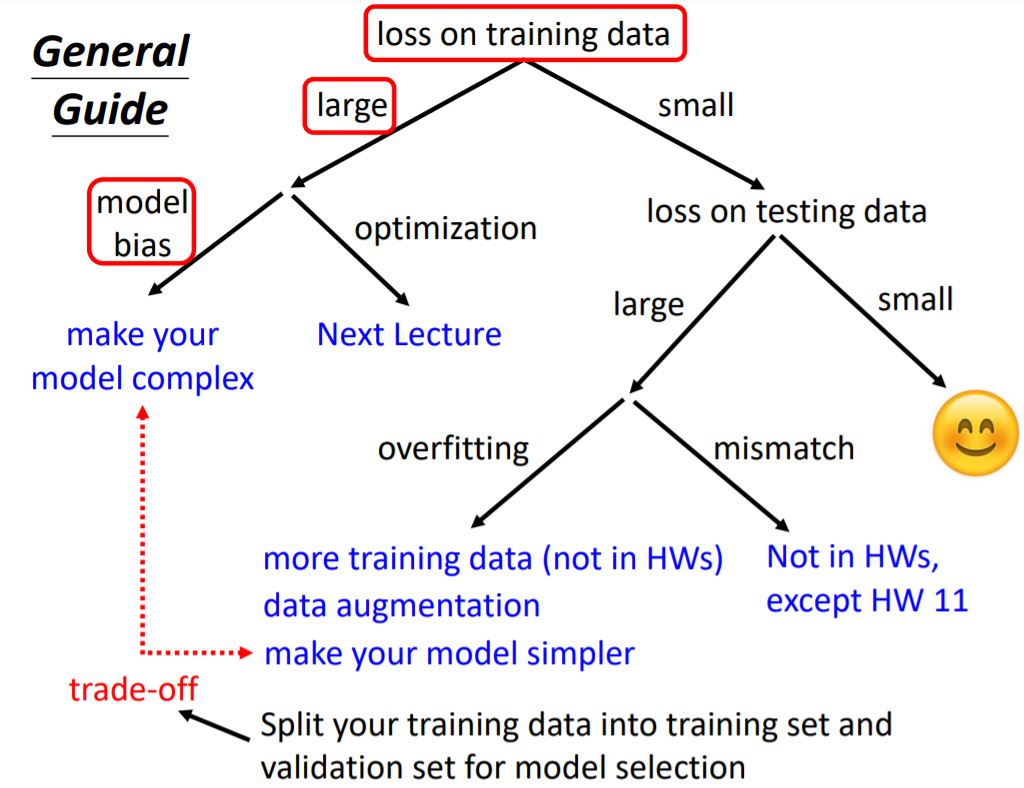 General
Guide
loss on training data
large
small
model
bias
optimization
loss on testing data
make your
model complex
Next Lecture
large
small
overfitting
mismatch
more training data (not in HWs)
data augmentation
make your model simpler
Not in HWs,
except HW 11
trade-off
Split your training data into training set and
validation set for model selection